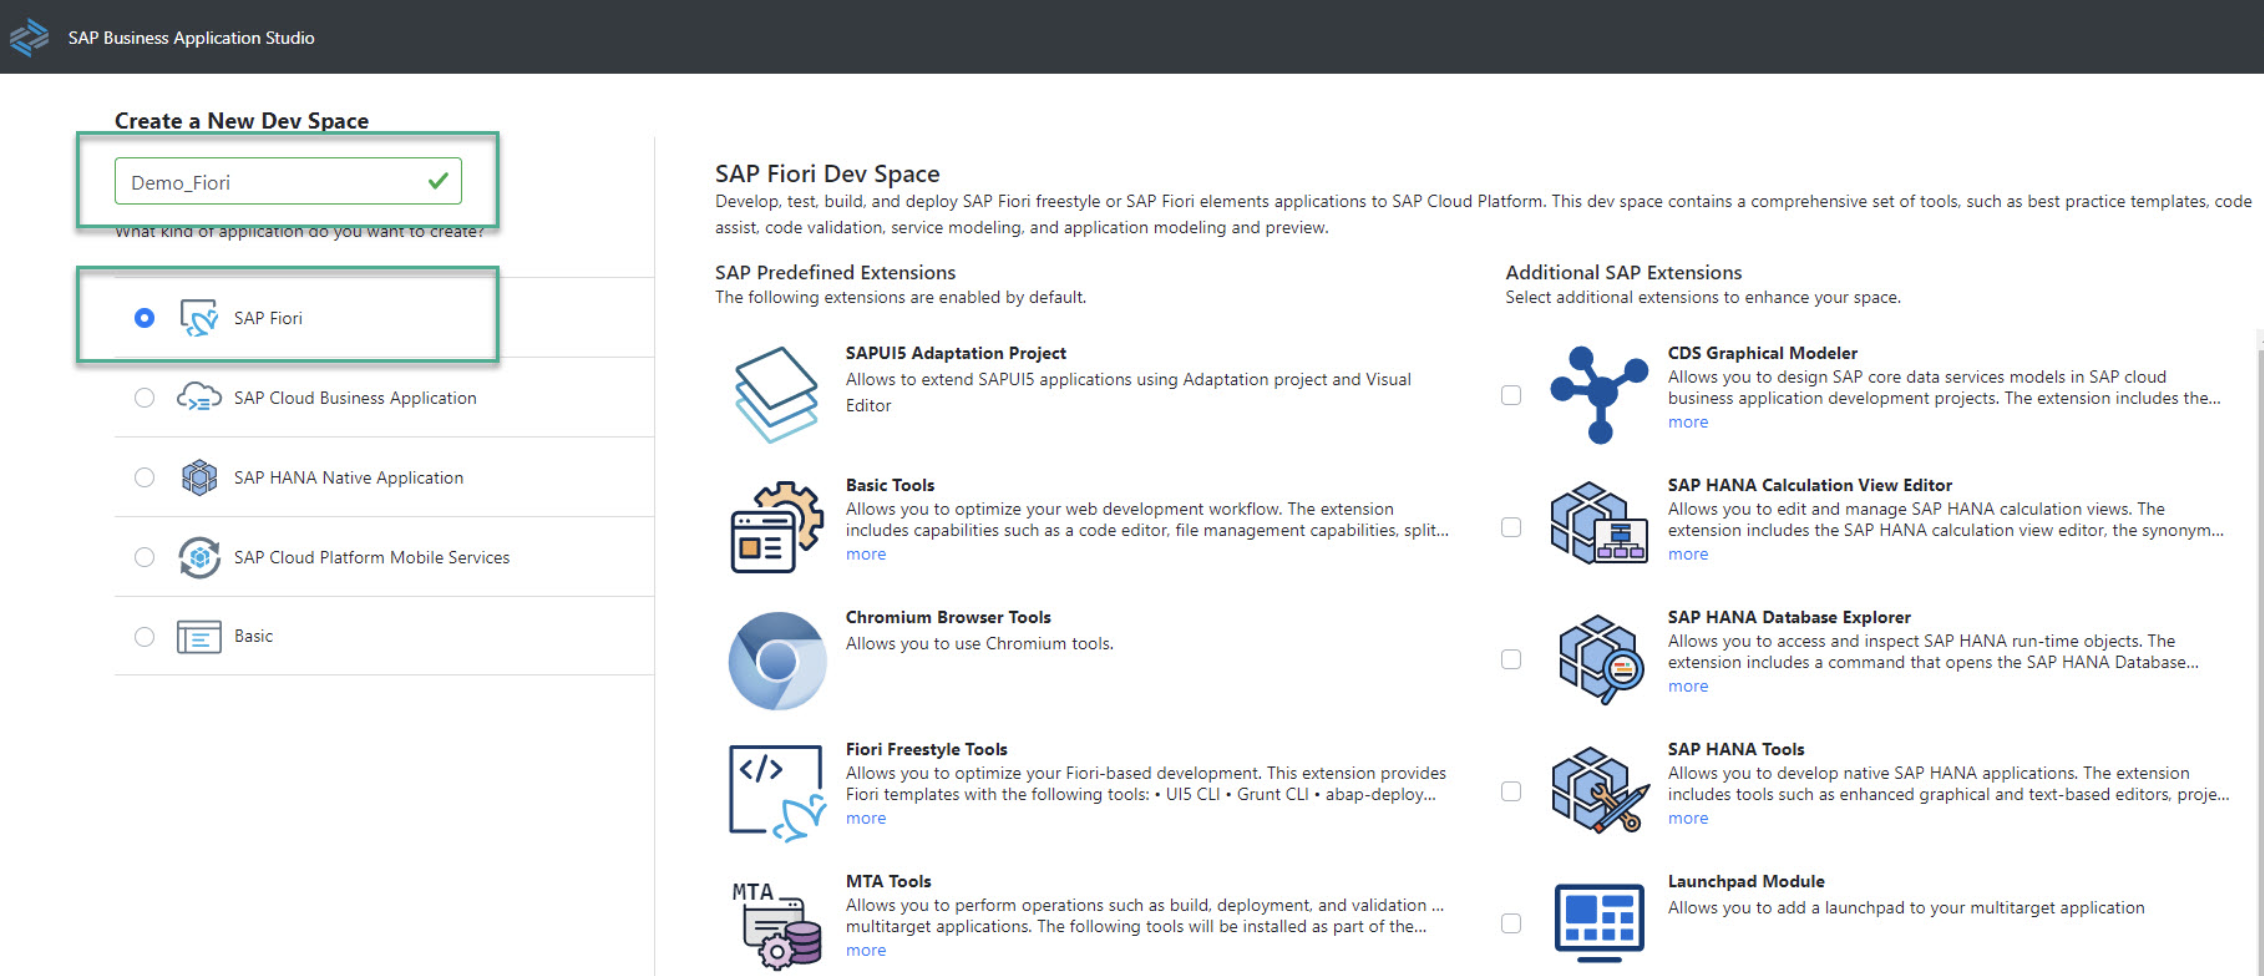 SAP Business Application Studio
Create a New Dev Space
Demo_Fiori
What kind of application do you want to create?
SAP Fiori
SAP Cloud Business Application
SAP HANA Native Application
SAP Cloud Platform Mobile Services
Basic
SAP Fiori Dev Space
Develop, test, build, and deploy SAP Fiori freestyle or SAP Fiori elements applications to SAP Cloud Platform. This dev space contains a comprehensive set of tools, such as best practice templates, code
assist, code validation, service modeling, and application modeling and preview.
SAP Predefined Extensions
The following extensions are enabled by default.
SAPUI5 Adaptation Project
Allows to extend SAPUI5 applications using Adaptation project and Visual
Editor
Basic Tools
Allows you to optimize your web development workflow. The extension
includes capabilities such as a code editor, file management capabilities, split...
more
Chromium Browser Tools
Allows you to use Chromium tools.
</>
Fiori Freestyle Tools
Allows you to optimize your Fiori-based development. This extension provides
Fiori templates with the following tools: • UI5 CLI • Grunt CLI • abap-deploy...
more
MTA
MTA Tools
Allows you to perform operations such as build, deployment, and validation ...
multitarget applications. The following tools will be installed as part of the...
more
Additional SAP Extensions
Select additional extensions to enhance your space.
CDS Graphical Modeler
Allows you to design SAP core data services models in SAP cloud
business application development projects. The extension includes the...
more
SAP HANA Calculation View Editor
Allows you to edit and manage SAP HANA calculation views. The
extension includes the SAP HANA calculation view editor, the synonym...
more
SAP HANA Database Explorer
Allows you to access and inspect SAP HANA run-time objects. The
extension includes a command that opens the SAP HANA Database...
more
SAP HANA Tools
Allows you to develop native SAP HANA applications. The extension
includes tools such as enhanced graphical and text-based editors, proje...
more
Launchpad Module
Allows you to add a launchpad to your multitarget application